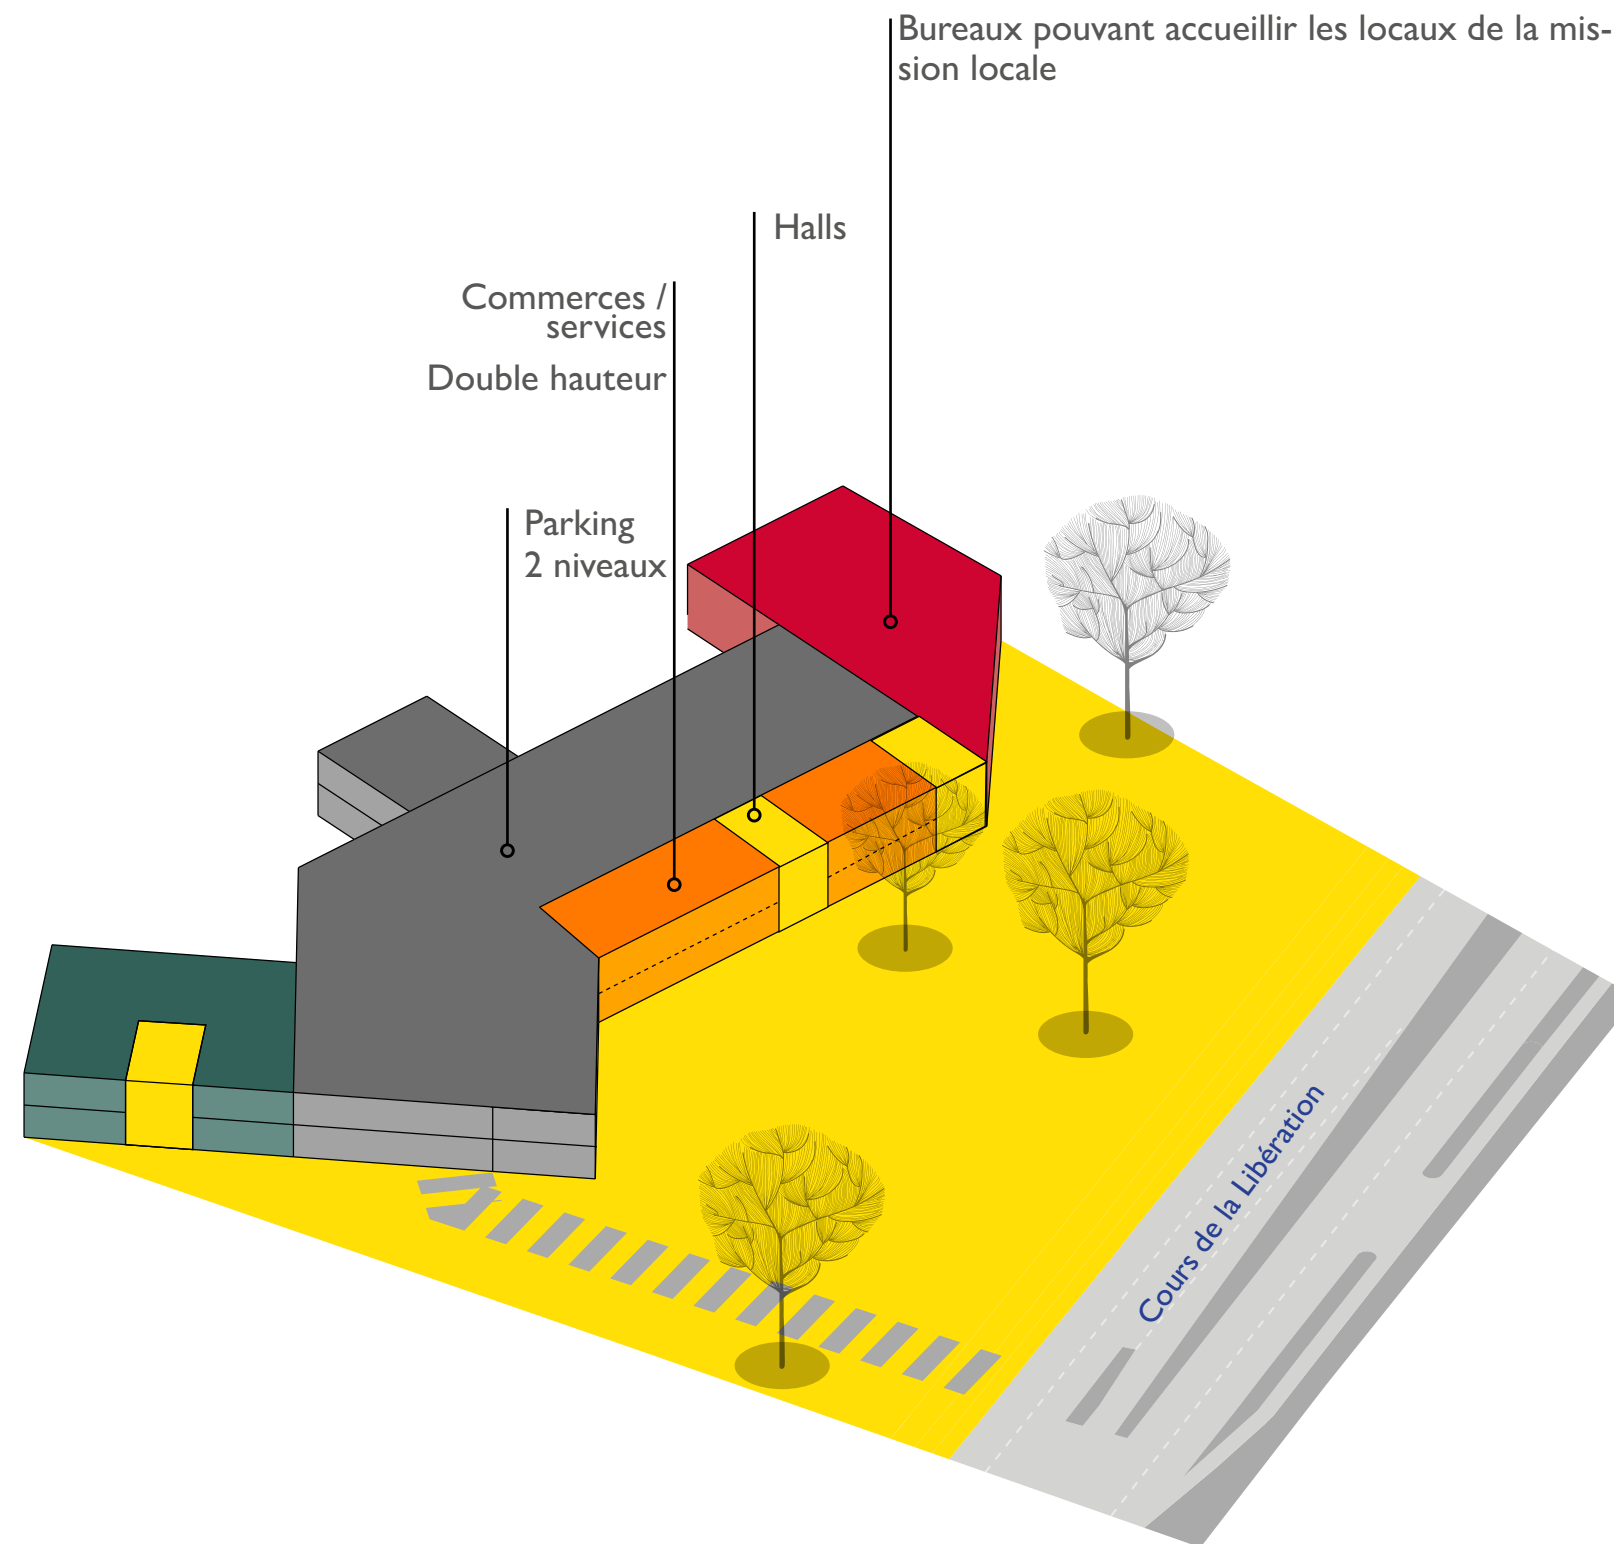 Bureaux pouvant accueillir les locaux de la mis-
sion locale
Halls
Commerces /
services
Double hauteur
Parking
2 niveaux
Cours de la Libération